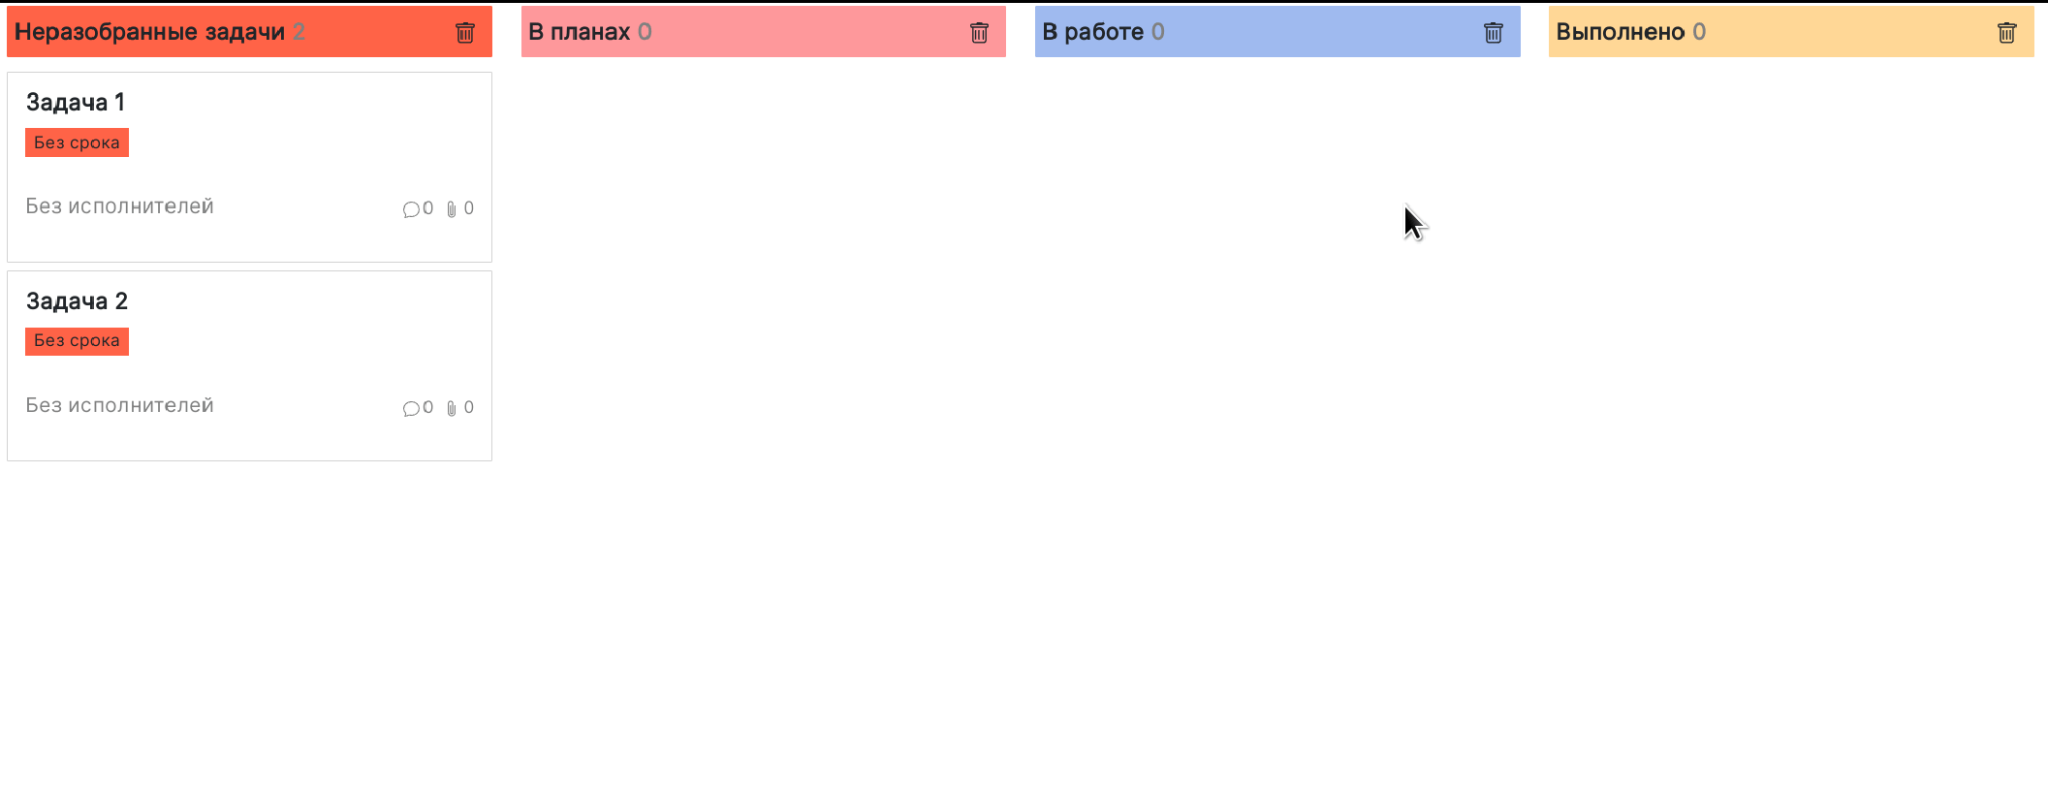 Неразобранные задачи 2
В планах 0
В работе 0
Выполнено 0
Задача 1
Без срока
Без исполнителей 0 0
Задача 2
Без срока
Без исполнителей 0 0